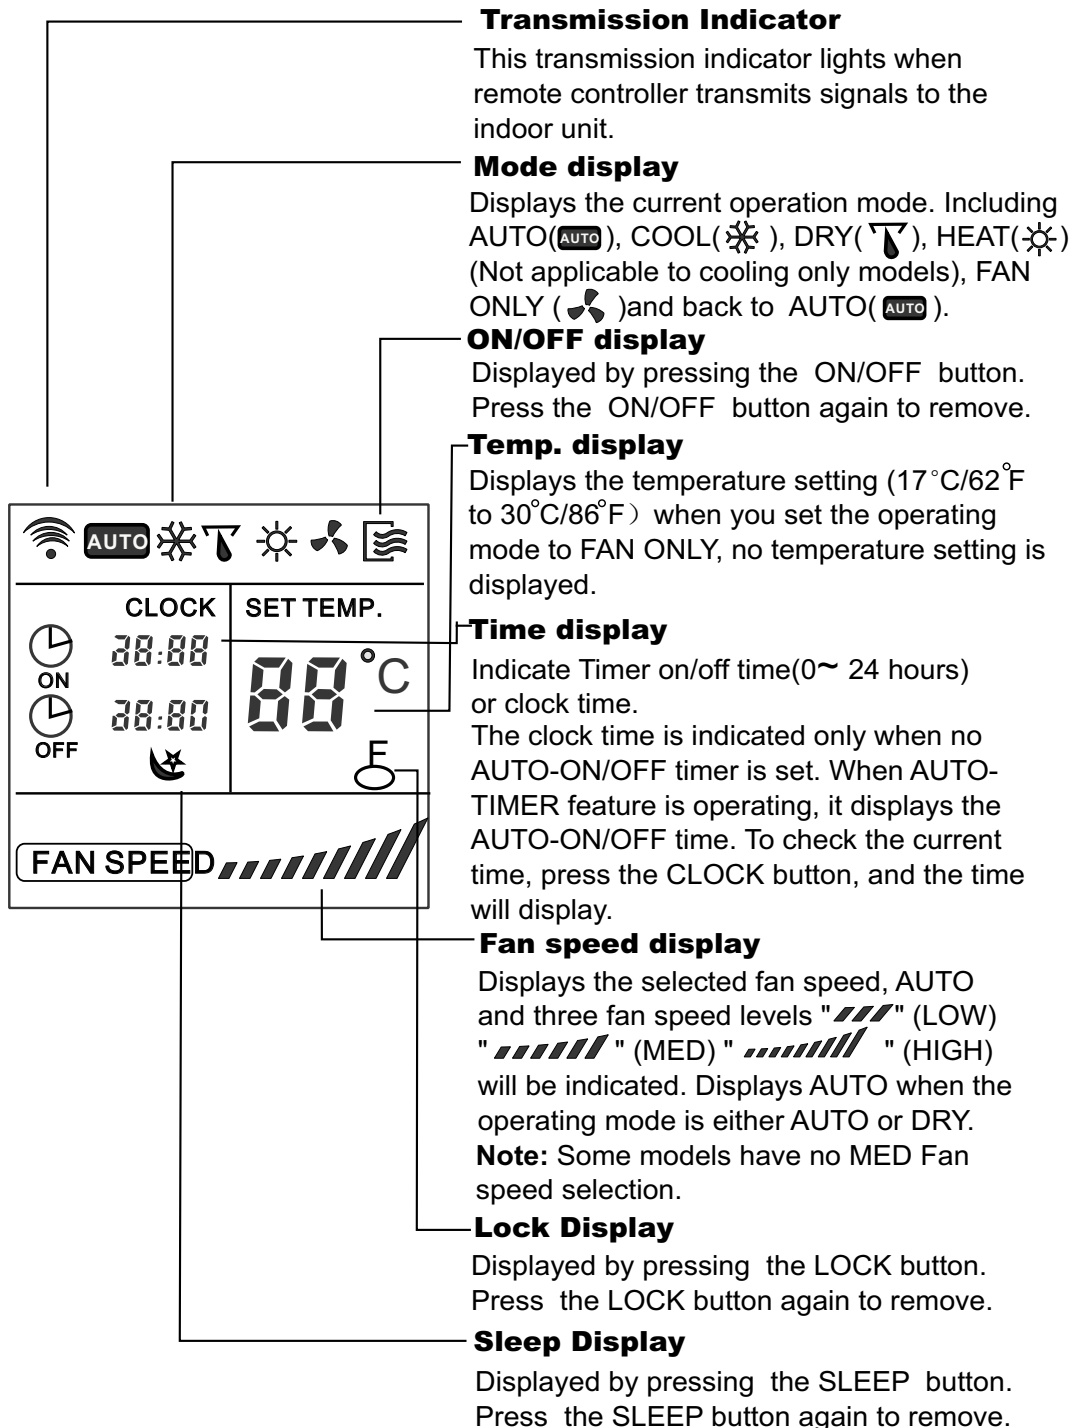 Transmission Indicator
This transmission indicator lights when
remote controller transmits signals to the
indoor unit.
Mode display
Displays the current operation mode. Including
AUTO(AUTO), COOL( ), DRY( ), HEAT( )
(Not applicable to cooling only models), FAN
ONLY ( )and back to AUTO( AUTO ).
ON/OFF display
Displayed by pressing the ON/OFF button.
Press the ON/OFF button again to remove.
Temp. display
Displays the temperature setting (17°C/62°F
to 30°C/86°F) when you set the operating
mode to FAN ONLY, no temperature setting is
displayed.
Time display
Indicate Timer on/off time(0~ 24 hours)
or clock time.
The clock time is indicated only when no
AUTO-ON/OFF timer is set. When AUTO-
TIMER feature is operating, it displays the
AUTO-ON/OFF time. To check the current
time, press the CLOCK button, and the time
will display.
Fan speed display
Displays the selected fan speed, AUTO
and three fan speed levels " " (LOW)
" " (MED) " " (HIGH)
will be indicated. Displays AUTO when the
operating mode is either AUTO or DRY.
Note: Some models have no MED Fan
speed selection.
Lock Display
Displayed by pressing the LOCK button.
Press the LOCK button again to remove.
Sleep Display
Displayed by pressing the SLEEP button.
Press the SLEEP button again to remove.
AUTO
CLOCK
SET TEMP.
ON
88:88
88
°C
OFF
88:80
F
FAN SPEED